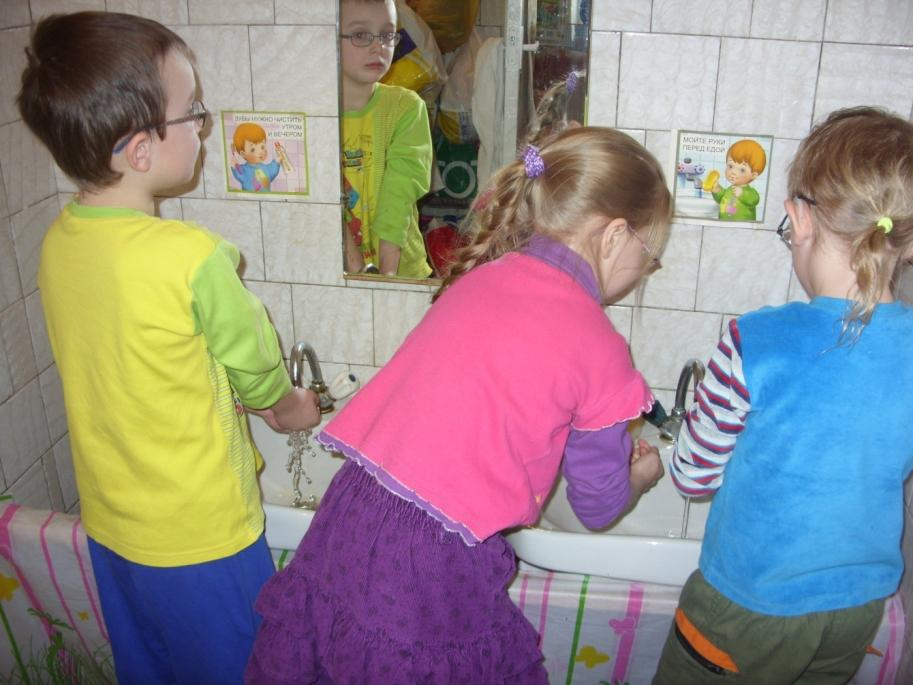 ЗУБЫ НУЖНО ЧИСТИТЬ
УТРОМ
И ВЕЧЕРОМ
МОЙТЕ РУКИ
ПЕРЕД ЕДОЙ